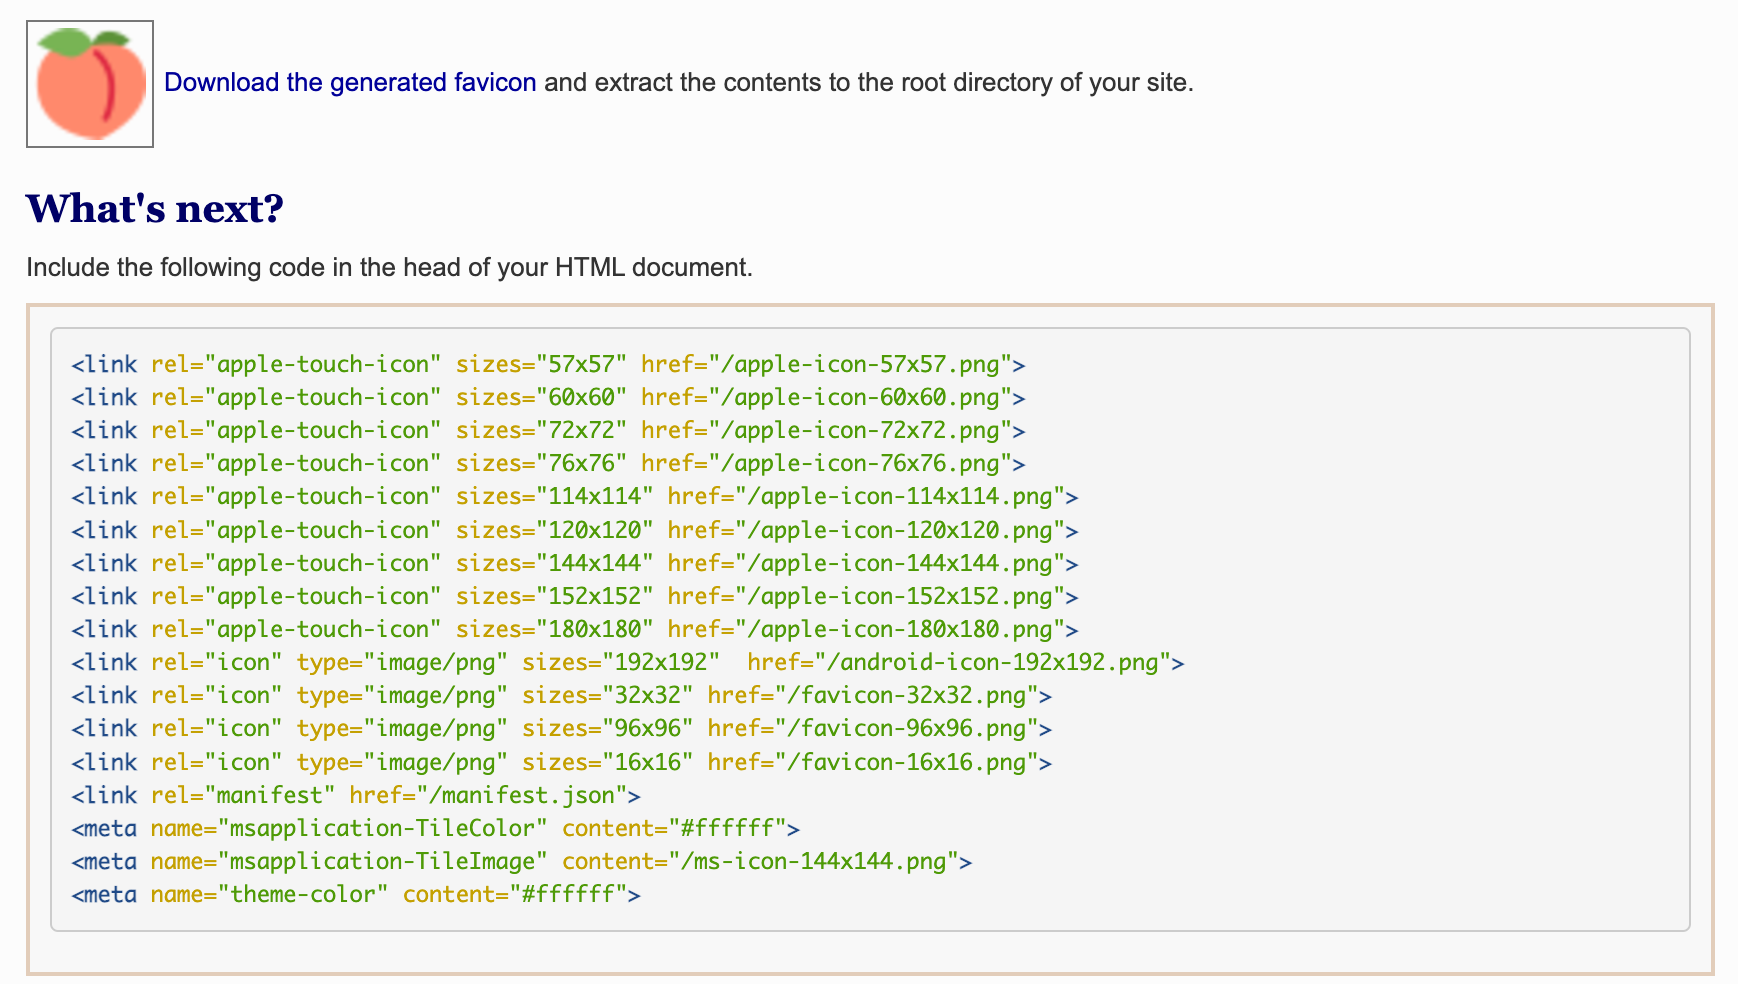 Download the generated favicon and extract the contents to the root directory of your site.
What's next?
Include the following code in the head of your HTML document.
<link rel="apple-touch-icon" sizes="57x57" href="/apple-icon-57x57.png">
<link rel="apple-touch-icon" sizes="60x60" href="/apple-icon-60x60.png">
<link rel="apple-touch-icon" sizes="72x72" href="/apple-icon-72x72.png">
<link rel="apple-touch-icon" sizes="76x76" href="/apple-icon-76x76.png">
<link rel="apple-touch-icon" sizes="114x114" href="/apple-icon-114x114.png">
<link rel="apple-touch-icon" sizes="120x120" href="/apple-icon-120x120.png">
<link rel="apple-touch-icon" sizes="144x144" href="/apple-icon-144x144.png">
<link rel="apple-touch-icon" sizes="152x152" href="/apple-icon-152x152.png">
<link rel="apple-touch-icon" sizes="180x180" href="/apple-icon-180x180.png">
<link rel="icon" type="image/png" sizes="192x192"  href="/android-icon-192x192.png">
<link rel="icon" type="image/png" sizes="32x32" href="/favicon-32x32.png">
<link rel="icon" type="image/png" sizes="96x96" href="/favicon-96x96.png">
<link rel="icon" type="image/png" sizes="16x16" href="/favicon-16x16.png">
<link rel="manifest" href="/manifest.json">
<meta name="msapplication-TileColor" content="#ffffff">
<meta name="msapplication-TileImage" content="/ms-icon-144x144.png">
<meta name="theme-color" content="#ffffff">